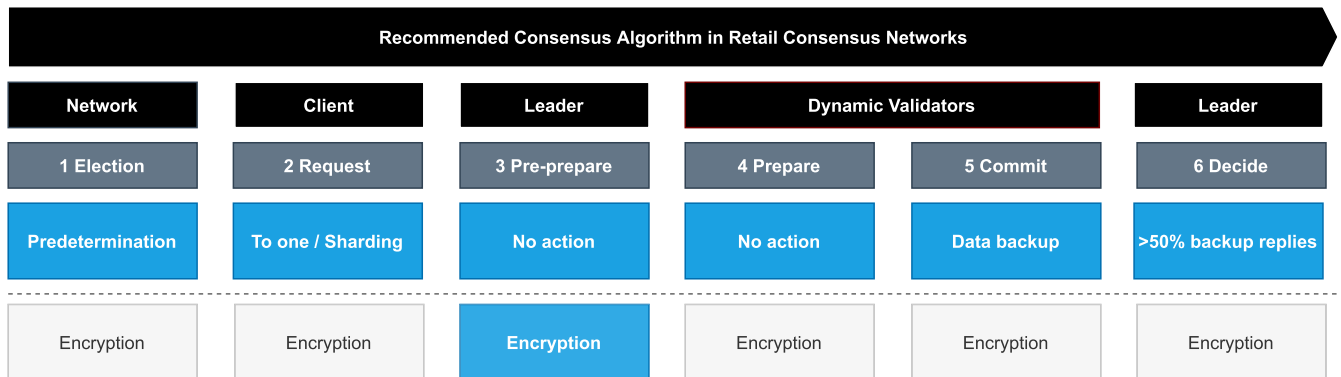 Recommended Consensus Algorithm in Retail Consensus Networks
Network
Client
Leader
Dynamic Validators
Leader
1 Election
2 Request
3 Pre-prepare
4 Prepare
5 Commit
6 Decide
Predetermination
To one / Sharding
No action
No action
Data backup
>50% backup replies
Encryption
Encryption
Encryption
Encryption
Encryption
Encryption